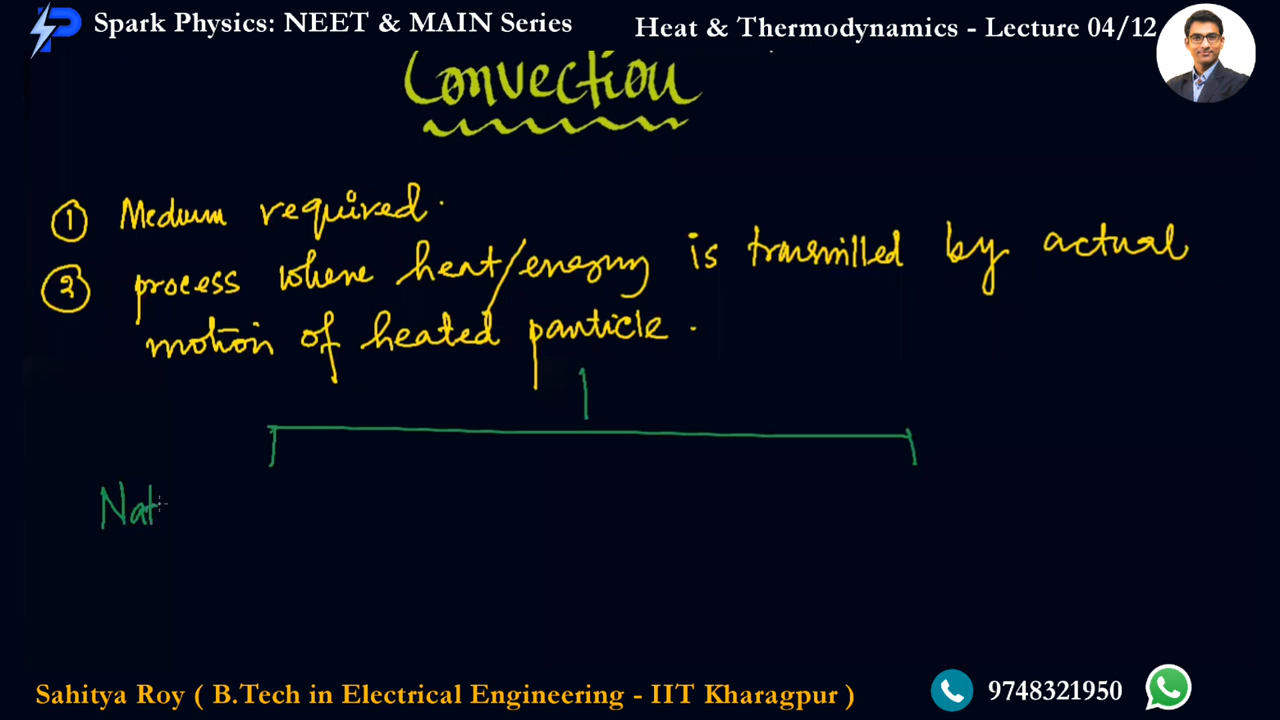 Spark Physics: NEET & MAIN Series
Heat & Thermodynamics - Lecture 04/12
Convection
① Medium required.
② process where heat/energy is transmitted by actual
motion of heated particle.
Nat
Sahitya Roy ( B.Tech in Electrical Engineering - IIT Kharagpur )
9748321950